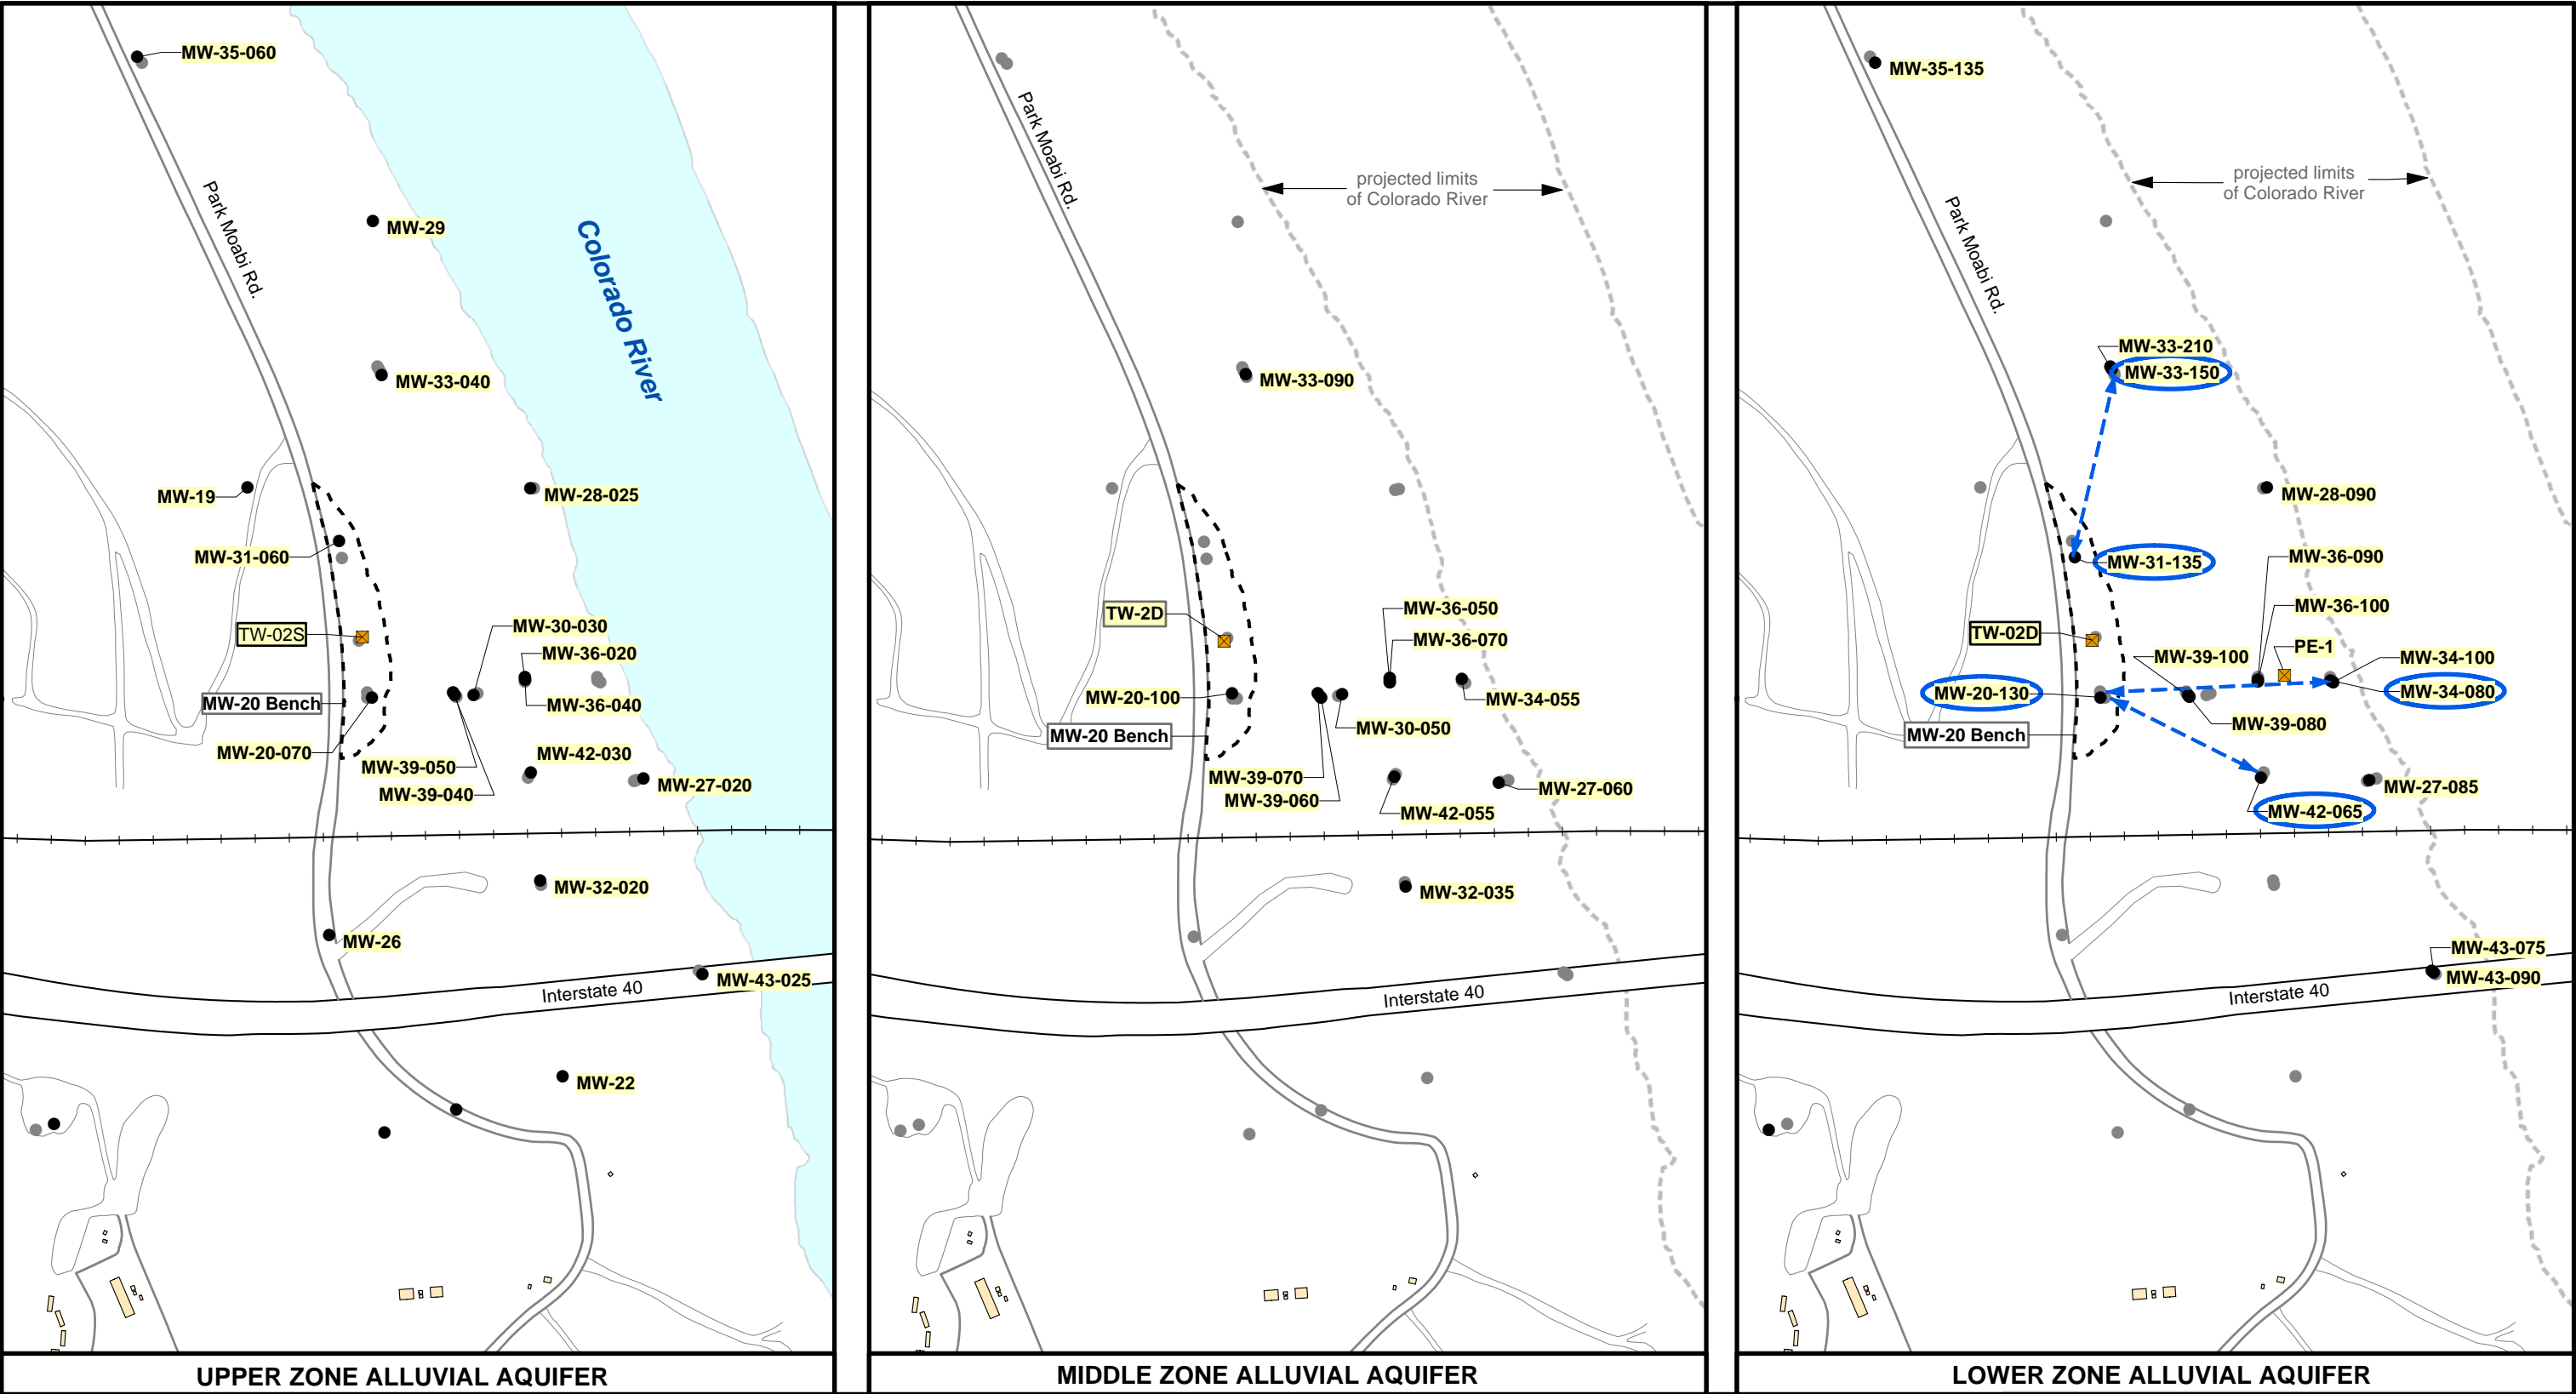 MW-35-060
Park Moabi Rd.
MW-29
Colorado River
MW-33-040
MW-19
MW-28-025
MW-31-060
TW-02S
MW-30-030
MW-36-020
MW-20 Bench
MW-36-040
MW-20-070
MW-42-030
MW-39-050
MW-27-020
MW-39-040
MW-32-020
MW-26
MW-43-025
Interstate 40
MW-22
UPPER ZONE ALLUVIAL AQUIFER
Park Moabi Rd.
projected limits
of Colorado River
MW-33-090
TW-2D
MW-36-050
MW-36-070
MW-20-100
MW-34-055
MW-30-050
MW-20 Bench
MW-39-070
MW-27-060
MW-39-060
MW-42-055
MW-32-035
Interstate 40
MIDDLE ZONE ALLUVIAL AQUIFER
MW-35-135
projected limits
of Colorado River
Park Moabi Rd.
MW-33-210
MW-33-150
MW-28-090
MW-31-135
MW-36-090
MW-36-100
TW-02D
PE-1
MW-39-100
MW-34-100
MW-20-130
MW-34-080
MW-39-080
MW-20 Bench
MW-27-085
MW-42-065
MW-43-075
MW-43-090
Interstate 40
LOWER ZONE ALLUVIAL AQUIFER